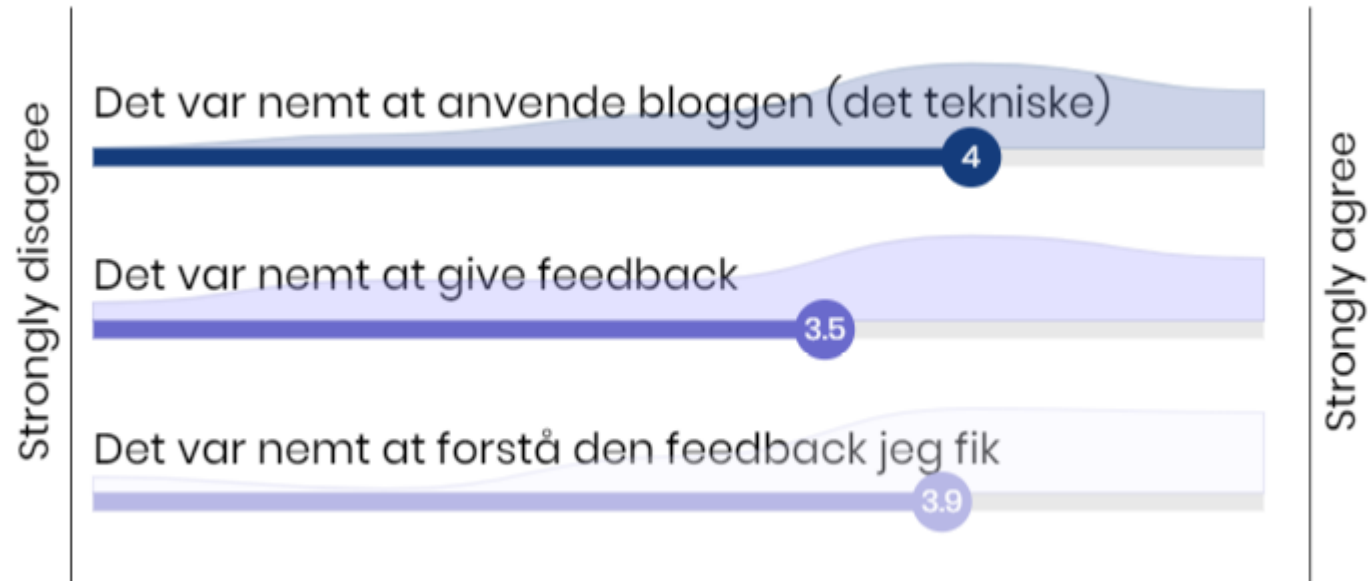 Strongly disagree
Det var nemt at anvende bloggen (det tekniske)
4
Det var nemt at give feedback
3.5
Det var nemt at forstå den feedback jeg fik
3.9
Strongly agree